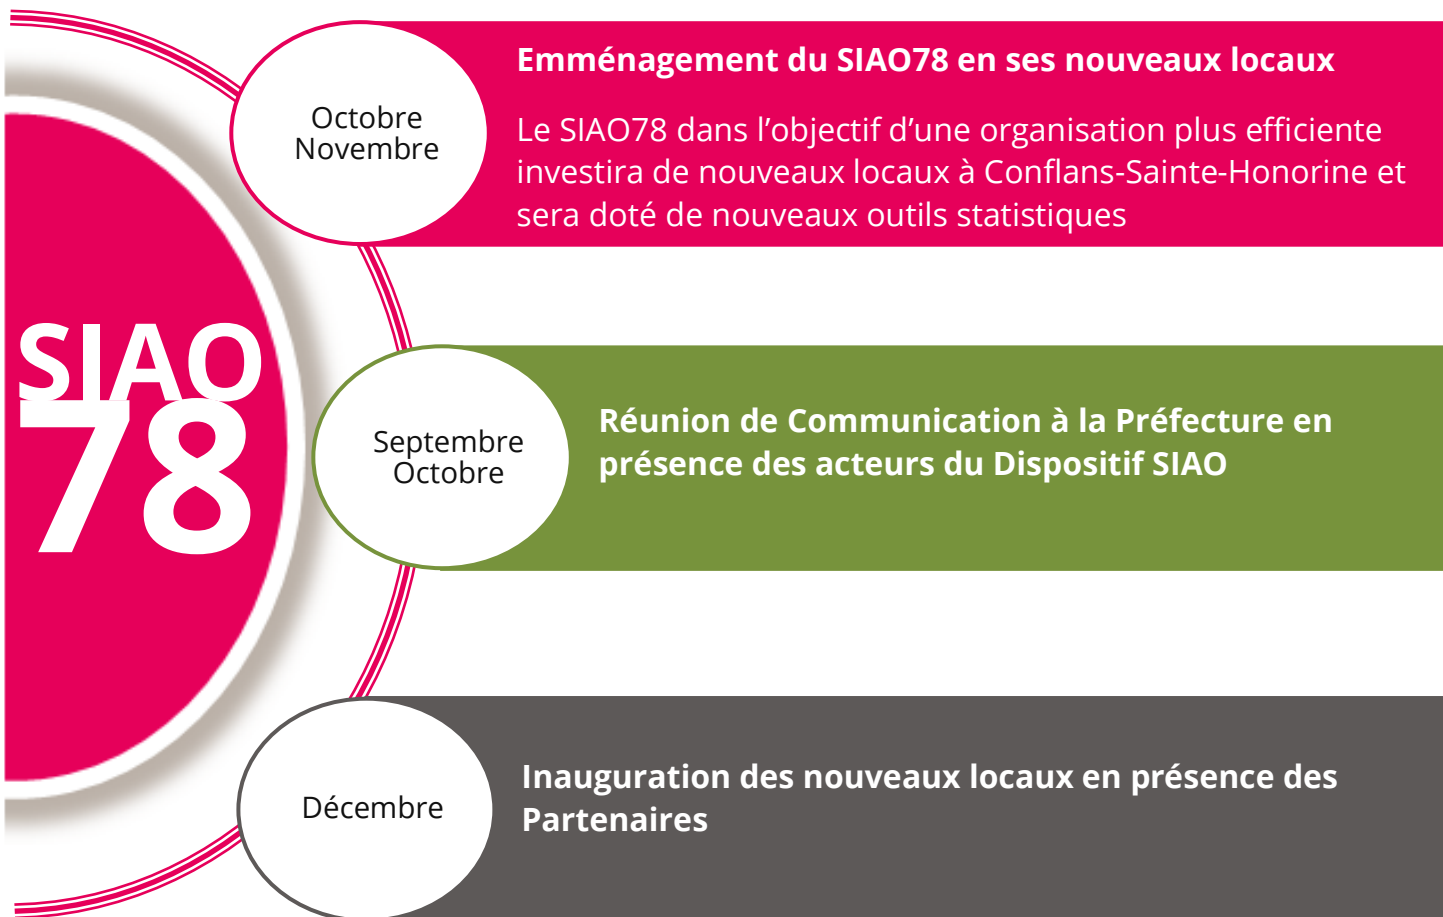 SIAO
78
Octobre
Novembre
Emménagement du SIAO78 en ses nouveaux locaux
Le SIAO78 dans l’objectif d’une organisation plus efficiente
investira de nouveaux locaux à Conflans-Sainte-Honorine et
sera doté de nouveaux outils statistiques
Septembre
Octobre
Réunion de Communication à la Préfecture en
présence des acteurs du Dispositif SIAO
Décembre
Inauguration des nouveaux locaux en présence des
Partenaires